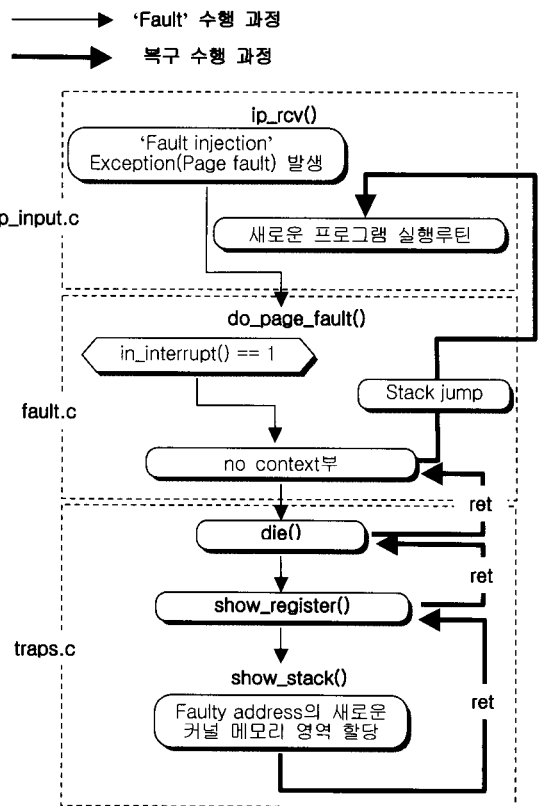 ‘Fault’ 수행 과정
복구 수행 과정
ip_rcv()
‘Fault injection’
Exception(Page fault) 발생
p_input.c
새로운 프로그램 실행루틴
do_page_fault()
in_interrupt() == 1
Stack jump
fault.c
no context부
ret
die()
ret
show_register()
traps.c
show_stack()
ret
Faulty address의 새로운
커널 메모리 영역 할당